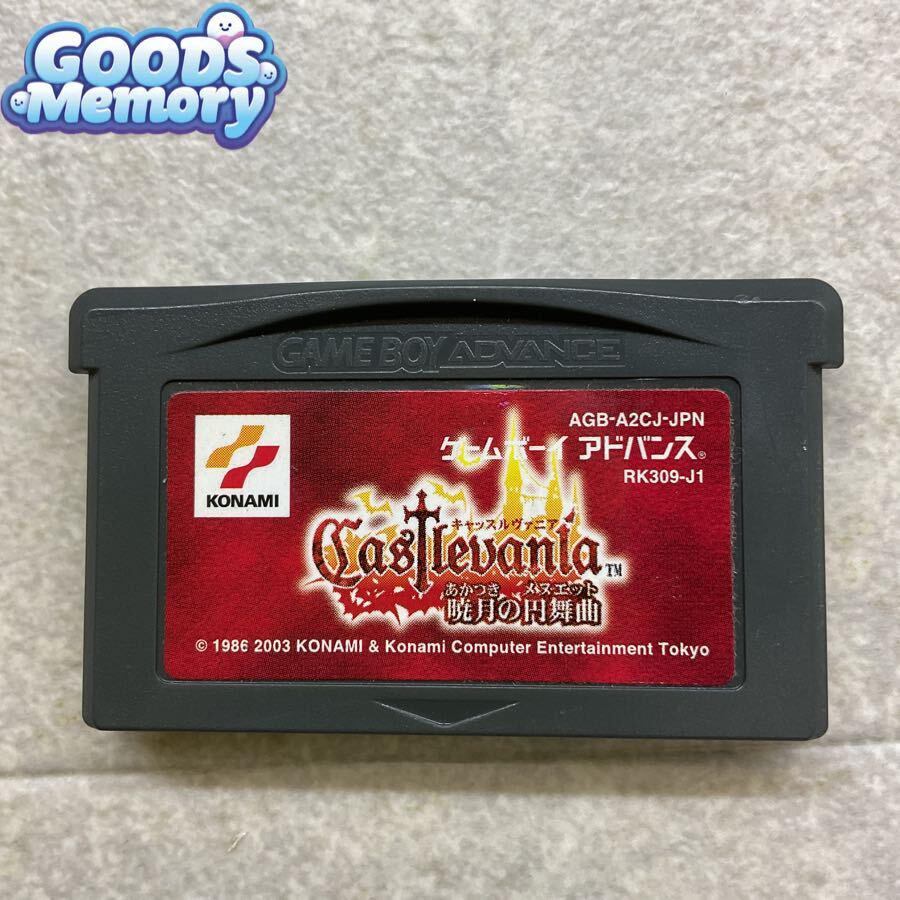 GOODS
Memory
GAME BOY ADVANCE
AGB-A2CJ-JPN
ゲームボーイ アドバンス®
RK309-J1
KONAMI
キャッスルヴァニア
Castlevania™
あかつき メヌエット
暁月の円舞曲
© 1986 2003 KONAMI & Konami Computer Entertainment Tokyo